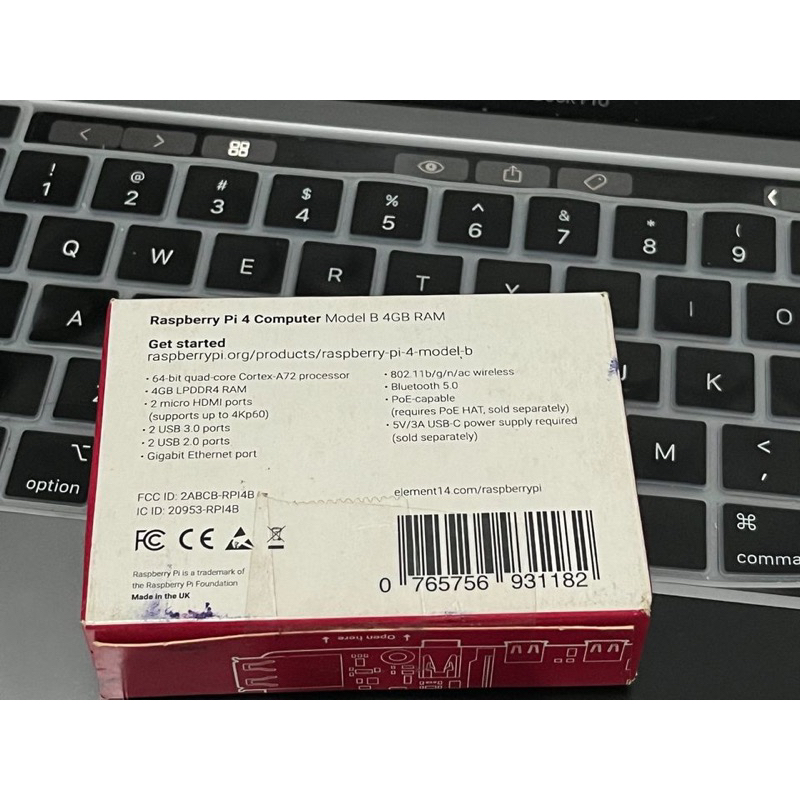 ! @ # $ % ^ & * (
1 2 3 4 5 6 7 8 9
Q W E R T Y I O
A J K
M < ,
option
⌘
comma
Raspberry Pi 4 Computer Model B 4GB RAM
Get started
raspberrypi.org/products/raspberry-pi-4-model-b
• 64-bit quad-core Cortex-A72 processor
• 4GB LPDDR4 RAM
• 2 micro HDMI ports
(supports up to 4Kp60)
• 2 USB 3.0 ports
• 2 USB 2.0 ports
• Gigabit Ethernet port
• 802.11b/g/n/ac wireless
• Bluetooth 5.0
• PoE-capable
(requires PoE HAT, sold separately)
• 5V/3A USB-C power supply required
(sold separately)
FCC ID: 2ABCB-RPI4B
IC ID: 20953-RPI4B
element14.com/raspberrypi
FC CE
Raspberry Pi is a trademark of
the Raspberry Pi Foundation
Made in the UK
0 765756 931182
↑ Open here ↑